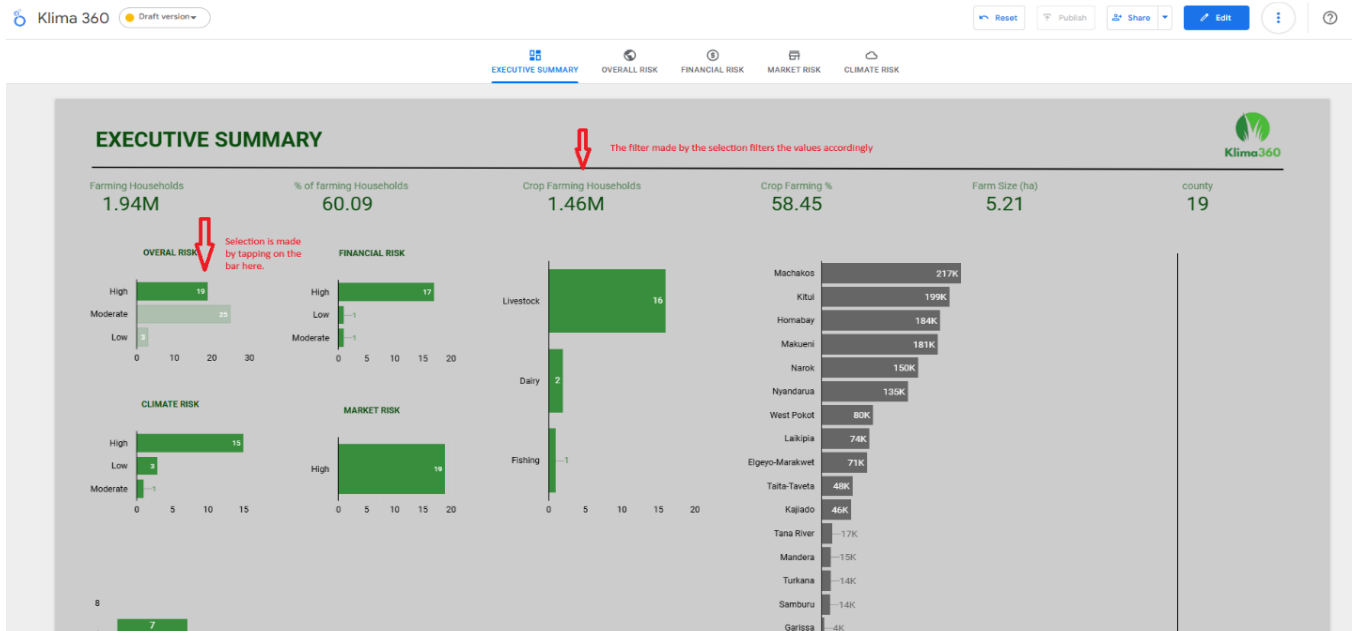 Klima 360
Draft version
Reset
Publish
Share
Edit
EXECUTIVE SUMMARY
OVERALL RISK
FINANCIAL RISK
MARKET RISK
CLIMATE RISK
EXECUTIVE SUMMARY
The filter made by the selection filters the values accordingly
Klima360
Farming Households
1.94M
% of farming Households
60.09
Crop Farming Households
1.46M
Crop Farming %
58.45
Farm Size (ha)
5.21
county
19
Selection is made
by tapping on the
bar here.
OVERAL RISK
High 19
Moderate 25
Low 3
0 10 20 30
FINANCIAL RISK
High 17
Low 1
Moderate 1
0 5 10 15 20
CLIMATE RISK
High 15
Low 3
Moderate 1
0 5 10 15
MARKET RISK
High 19
0 5 10 15 20
Livestock 16
Dairy 2
Fishing 1
0 5 10 15 20
Machakos 217K
Kitui 199K
Homabay 184K
Makueni 181K
Narok 150K
Nyandarua 135K
West Pokot 80K
Laikipia 74K
Elgeyo-Marakwet 71K
Taita-Taveta 48K
Kajiado 46K
Tana River 17K
Mandera 15K
Turkana 14K
Samburu 14K
Garissa 4K
8
7